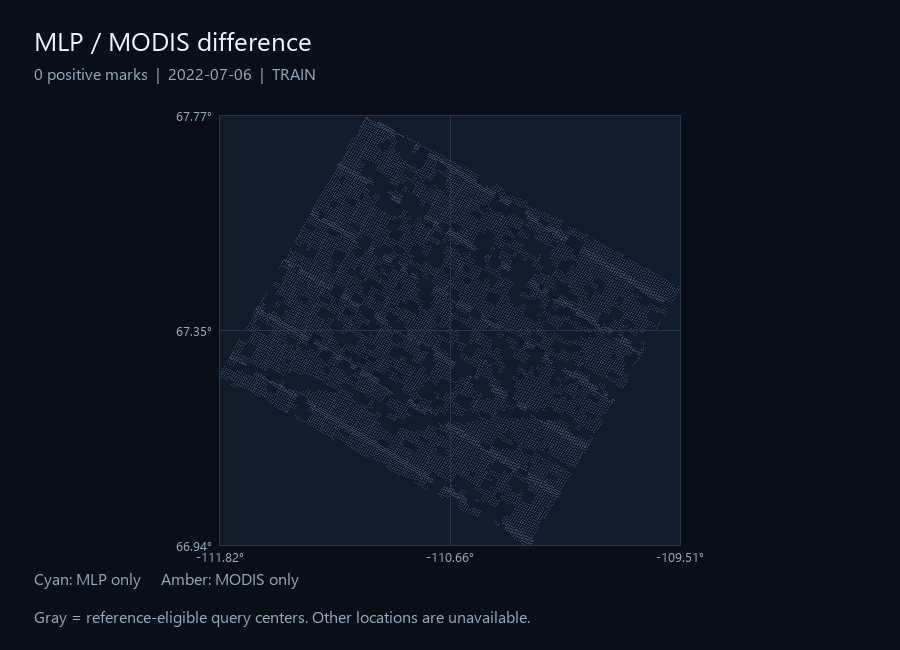 MLP / MODIS difference
0 positive marks | 2022-07-06 | TRAIN
67.77°
67.35°
66.94°
-111.82° -110.66° -109.51°
Cyan: MLP only Amber: MODIS only
Gray = reference-eligible query centers. Other locations are unavailable.